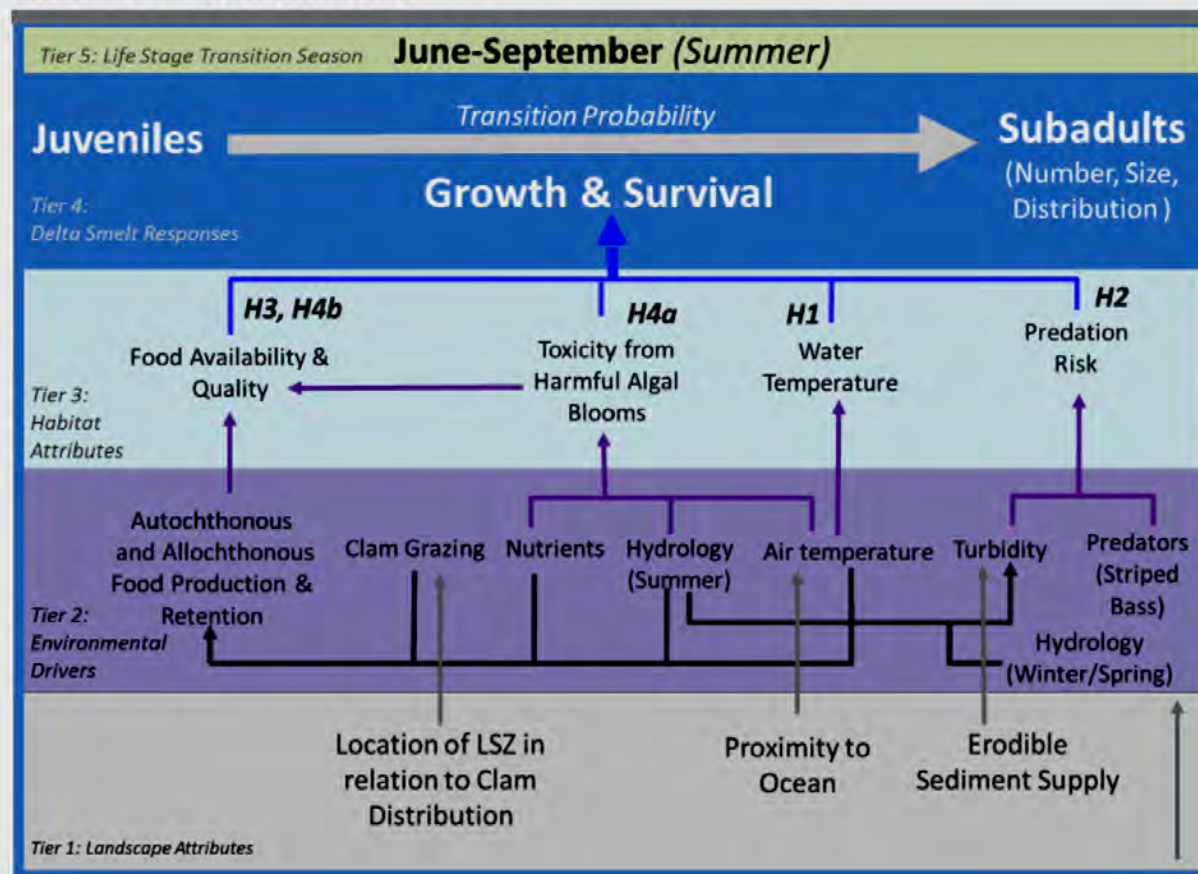 Tier 5: Life Stage Transition Season June-September (Summer)
Transition Probability
Juveniles
Subadults
(Number, Size,
Distribution )
Growth & Survival
Tier 4:
Delta Smelt Responses
H3, H4b
H4a
H1
H2
Food Availability &
Quality
Toxicity from
Harmful Algal
Blooms
Water
Temperature
Predation
Risk
Tier 3:
Habitat
Attributes
Autochthonous
and Allochthonous
Food Production &
Retention
Clam Grazing
Nutrients
Hydrology
(Summer)
Air temperature
Turbidity
Predators
(Striped
Bass)
Hydrology
(Winter/Spring)
Tier 2:
Environmental
Drivers
Location of LSZ in
relation to Clam
Distribution
Proximity to
Ocean
Erodible
Sediment Supply
Tier 1: Landscape Attributes